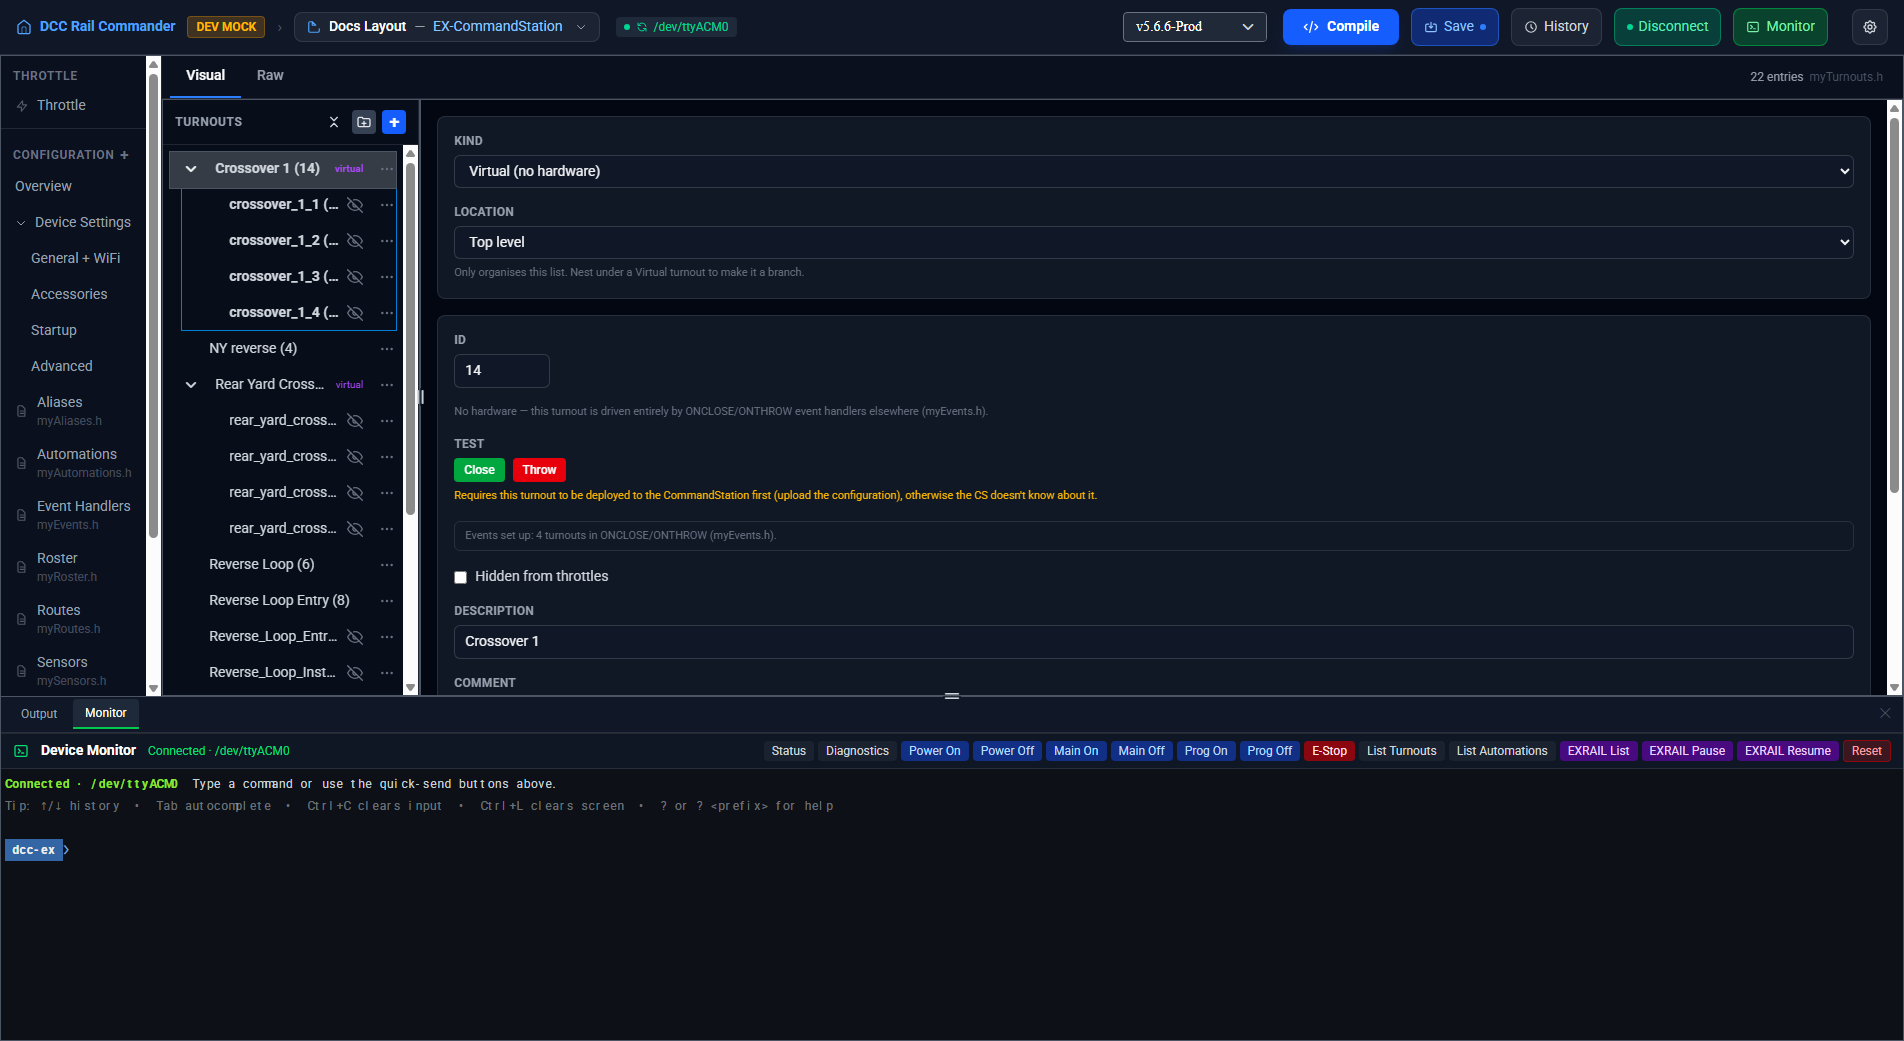 DCC Rail Commander DEV MOCK › Docs Layout — EX-CommandStation /dev/ttyACM0 v5.6.6-Prod </> Compile Save History Disconnect Monitor
THROTTLE
Throttle
CONFIGURATION +
Overview
Device Settings
General + WiFi
Accessories
Startup
Advanced
Aliases
myAliases.h
Automations
myAutomations.h
Event Handlers
myEvents.h
Roster
myRoster.h
Routes
myRoutes.h
Sensors
mySensors.h
Visual Raw 22 entries myTurnouts.h
TURNOUTS
Crossover 1 (14) virtual ...
crossover_1_1 (... ...
crossover_1_2 (... ...
crossover_1_3 (... ...
crossover_1_4 (... ...
NY reverse (4) ...
Rear Yard Cross... virtual ...
rear_yard_cross... ...
rear_yard_cross... ...
rear_yard_cross... ...
rear_yard_cross... ...
Reverse Loop (6) ...
Reverse Loop Entry (8) ...
Reverse_Loop_Entr... ...
Reverse_Loop_Inst... ...
KIND
Virtual (no hardware)
LOCATION
Top level
Only organises this list. Nest under a Virtual turnout to make it a branch.
ID
14
No hardware — this turnout is driven entirely by ONCLOSE/ONTHROW event handlers elsewhere (myEvents.h).
TEST
Close Throw
Requires this turnout to be deployed to the CommandStation first (upload the configuration), otherwise the CS doesn't know about it.
Events set up: 4 turnouts in ONCLOSE/ONTHROW (myEvents.h).
Hidden from throttles
DESCRIPTION
Crossover 1
COMMENT
Output Monitor
Device Monitor Connected · /dev/ttyACM0 Status Diagnostics Power On Power Off Main On Main Off Prog On Prog Off E-Stop List Turnouts List Automations EXRAIL List EXRAIL Pause EXRAIL Resume Reset
Connected · /dev/ttyACM0 Type a command or use the quick-send buttons above.
Tip: ↑/↓ history • Tab autocomplete • Ctrl+C clears input • Ctrl+L clears screen • ? or ? <prefix> for help
dcc-ex ›